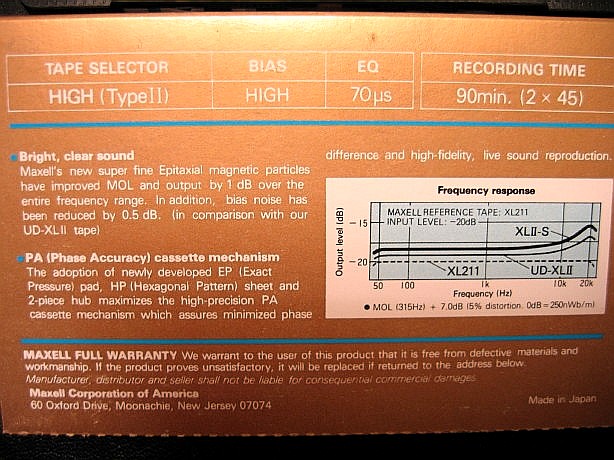 TAPE SELECTOR BIAS EQ RECORDING TIME
HIGH (Type II) HIGH 70μs 90min. (2 × 45)
Bright, clear sound
Maxell's new super fine Epitaxial magnetic particles
have improved MOL and output by 1 dB over the
entire frequency range. In addition, bias noise has
been reduced by 0.5 dB. (in comparison with our
UD-XLII tape)
PA (Phase Accuracy) cassette mechanism
The adoption of newly developed EP (Exact
Pressure) pad, HP (Hexagonal Pattern) sheet and
2-piece hub maximizes the high-precision PA
cassette mechanism which assures minimized phase
difference and high-fidelity, live sound reproduction.
Frequency response
Output level (dB)
MAXELL REFERENCE TAPE: XL211
INPUT LEVEL: −20dB
−15
XLII-S
−20
XL211 UD-XLII
50 100 1k 10k 20k
Frequency (Hz)
● MOL (315Hz) + 7.0dB (5% distortion. 0dB=250nWb/m)
MAXELL FULL WARRANTY We warrant to the user of this product that it is free from defective materials and
workmanship. If the product proves unsatisfactory, it will be replaced if returned to the address below.
Manufacturer, distributor and seller shall not be liable for consequential commercial damages.
Maxell Corporation of America
60 Oxford Drive, Moonachie, New Jersey 07074
Made in Japan